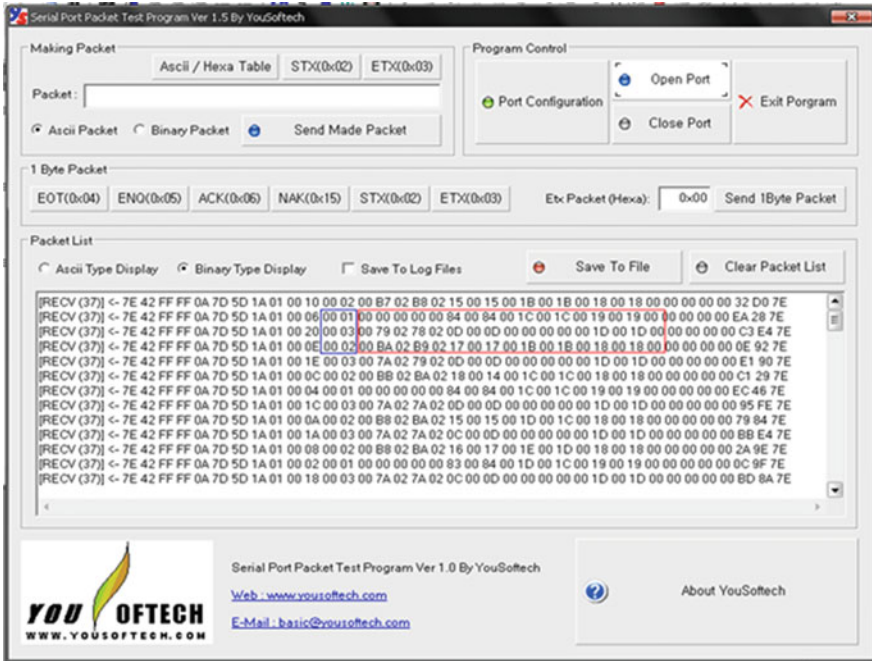 Serial Port Packet Test Program Ver 1.5 By YouSoftech
Making Packet
Ascii / Hexa Table STX(0x02) ETX(0x03)
Packet :
Ascii Packet Binary Packet Send Made Packet
Program Control
Port Configuration
Open Port
Close Port
Exit Porgram
1 Byte Packet
EOT(0x04) ENQ(0x05) ACK(0x06) NAK(0x15) STX(0x02) ETX(0x03) Etx Packet (Hexa): 0x00 Send 1Byte Packet
Packet List
Ascii Type Display Binary Type Display Save To Log Files Save To File Clear Packet List
[RECV (37)] <- 7E 42 FF FF 0A 7D 5D 1A 01 00 10 00 02 00 B7 02 B8 02 15 00 15 00 1B 00 1B 00 18 00 18 00 00 00 00 00 32 D0 7E
[RECV (37)] <- 7E 42 FF FF 0A 7D 5D 1A 01 00 06 00 01 00 00 00 00 00 84 00 84 00 1C 00 1C 00 19 00 19 00 00 00 00 00 EA 28 7E
[RECV (37)] <- 7E 42 FF FF 0A 7D 5D 1A 01 00 20 00 03 00 79 02 78 02 0D 00 0D 00 00 00 00 00 1D 00 1D 00 00 00 00 00 C3 E4 7E
[RECV (37)] <- 7E 42 FF FF 0A 7D 5D 1A 01 00 0E 00 02 00 BA 02 B9 02 17 00 17 00 1B 00 1B 00 18 00 18 00 00 00 00 00 0E 92 7E
[RECV (37)] <- 7E 42 FF FF 0A 7D 5D 1A 01 00 1E 00 03 00 7A 02 79 02 0D 00 0D 00 00 00 00 00 1D 00 1D 00 00 00 00 00 E1 90 7E
[RECV (37)] <- 7E 42 FF FF 0A 7D 5D 1A 01 00 0C 00 02 00 BB 02 BA 02 18 00 14 00 1C 00 1C 00 18 00 18 00 00 00 00 00 C1 29 7E
[RECV (37)] <- 7E 42 FF FF 0A 7D 5D 1A 01 00 04 00 01 00 00 00 00 00 84 00 84 00 1C 00 1C 00 19 00 19 00 00 00 00 00 EC 46 7E
[RECV (37)] <- 7E 42 FF FF 0A 7D 5D 1A 01 00 1C 00 03 00 7A 02 7A 02 0D 00 0D 00 00 00 00 00 1D 00 1D 00 00 00 00 00 95 FE 7E
[RECV (37)] <- 7E 42 FF FF 0A 7D 5D 1A 01 00 0A 00 02 00 B8 02 BA 02 15 00 15 00 1D 00 1C 00 18 00 18 00 00 00 00 00 79 84 7E
[RECV (37)] <- 7E 42 FF FF 0A 7D 5D 1A 01 00 1A 00 03 00 7A 02 7A 02 0C 00 0D 00 00 00 00 00 1D 00 1D 00 00 00 00 00 BB E4 7E
[RECV (37)] <- 7E 42 FF FF 0A 7D 5D 1A 01 00 08 00 02 00 B8 02 BA 02 16 00 17 00 1E 00 1D 00 18 00 18 00 00 00 00 00 2A 9E 7E
[RECV (37)] <- 7E 42 FF FF 0A 7D 5D 1A 01 00 02 00 01 00 00 00 00 00 83 00 84 00 1D 00 1C 00 19 00 19 00 00 00 00 00 0C 9F 7E
[RECV (37)] <- 7E 42 FF FF 0A 7D 5D 1A 01 00 18 00 03 00 7A 02 7A 02 0C 00 0D 00 00 00 00 00 1D 00 1D 00 00 00 00 00 BD 8A 7E
YOU OFTECH
WWW.YOUSOFTECH.COM
Serial Port Packet Test Program Ver 1.0 By YouSoftech
Web : www.yousoftech.com
E-Mail : basic@yousoftech.com
About YouSoftech